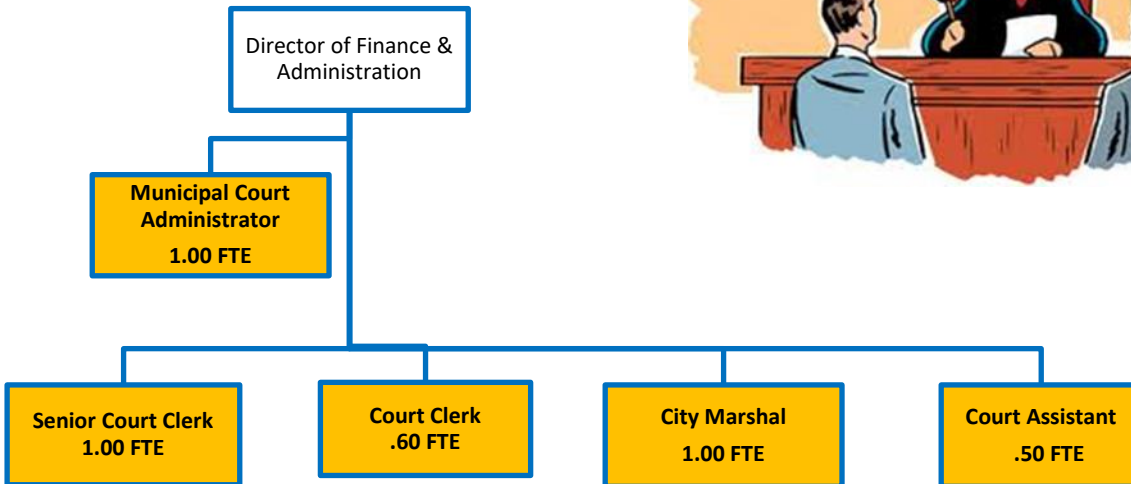 Director of Finance &
Administration
Municipal Court
Administrator
1.00 FTE
Senior Court Clerk
1.00 FTE
Court Clerk
.60 FTE
City Marshal
1.00 FTE
Court Assistant
.50 FTE